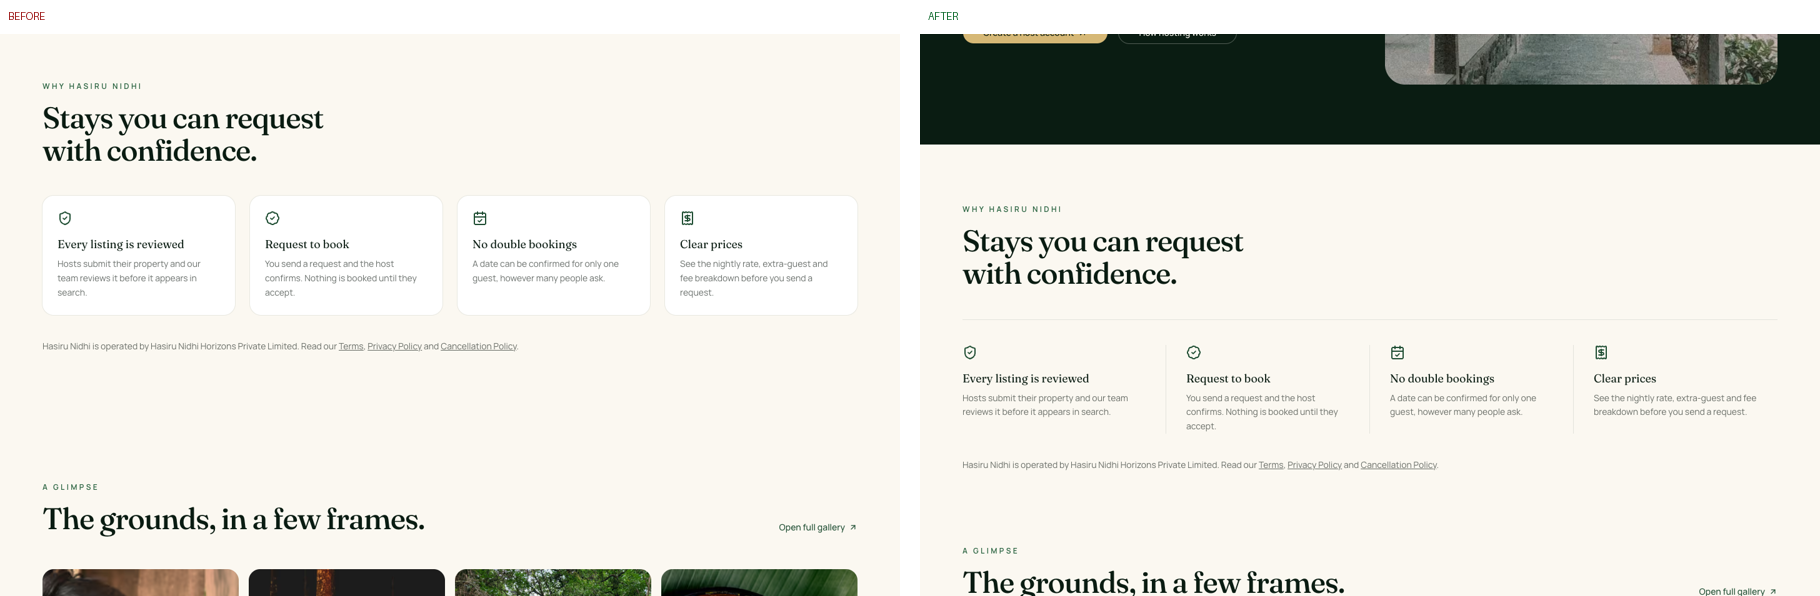 BEFORE
WHY HASIRU NIDHI
Stays you can request
with confidence.
Every listing is reviewed
Hosts submit their property and our
team reviews it before it appears in
search.
Request to book
You send a request and the host
confirms. Nothing is booked until they
accept.
No double bookings
A date can be confirmed for only one
guest, however many people ask.
Clear prices
See the nightly rate, extra-guest and
fee breakdown before you send a
request.
Hasiru Nidhi is operated by Hasiru Nidhi Horizons Private Limited. Read our Terms, Privacy Policy and Cancellation Policy.
A GLIMPSE
The grounds, in a few frames.
Open full gallery
AFTER
Create a host account
How hosting works
WHY HASIRU NIDHI
Stays you can request
with confidence.
Every listing is reviewed
Hosts submit their property and our team
reviews it before it appears in search.
Request to book
You send a request and the host
confirms. Nothing is booked until they
accept.
No double bookings
A date can be confirmed for only one
guest, however many people ask.
Clear prices
See the nightly rate, extra-guest and fee
breakdown before you send a request.
Hasiru Nidhi is operated by Hasiru Nidhi Horizons Private Limited. Read our Terms, Privacy Policy and Cancellation Policy.
A GLIMPSE
The grounds, in a few frames.
Open full gallery